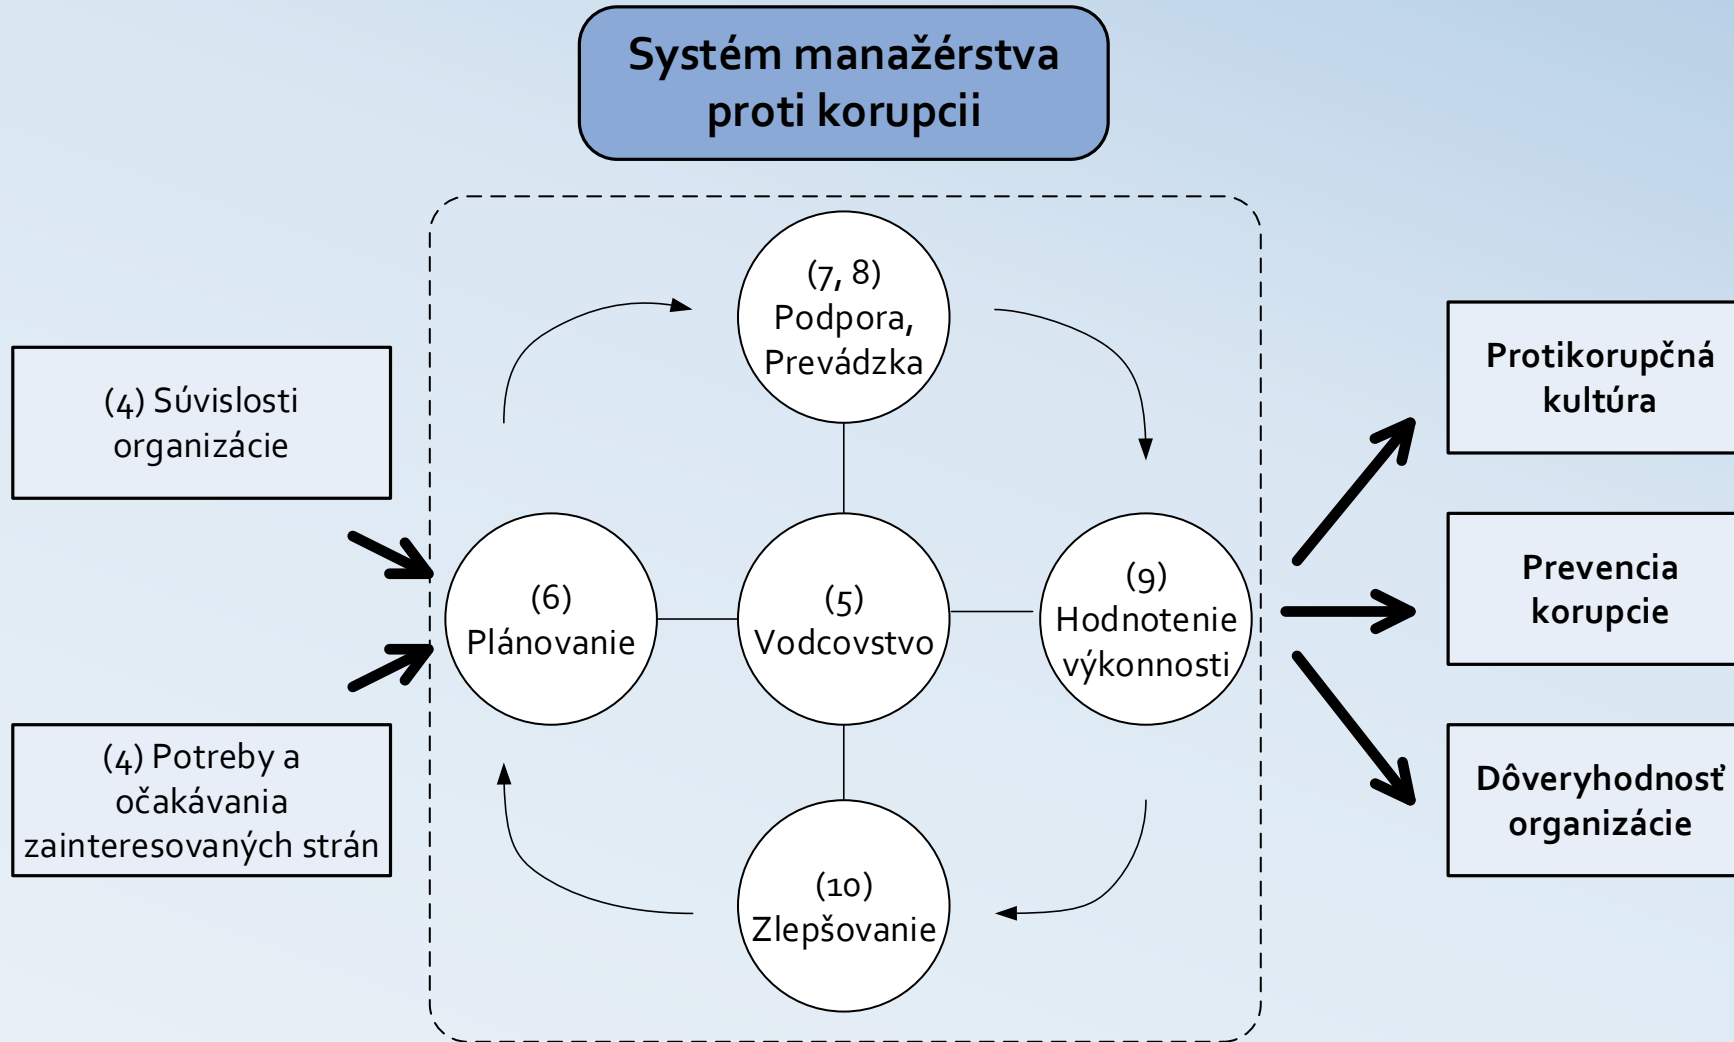 Systém manažérstva
proti korupcii
(4) Súvislosti
organizácie
(4) Potreby a
očakávania
zainteresovaných strán
(7, 8)
Podpora,
Prevádzka
(6)
Plánovanie
(5)
Vodcovstvo
(9)
Hodnotenie
výkonnosti
(10)
Zlepšovanie
Protikorupčná
kultúra
Prevencia
korupcie
Dôveryhodnosť
organizácie